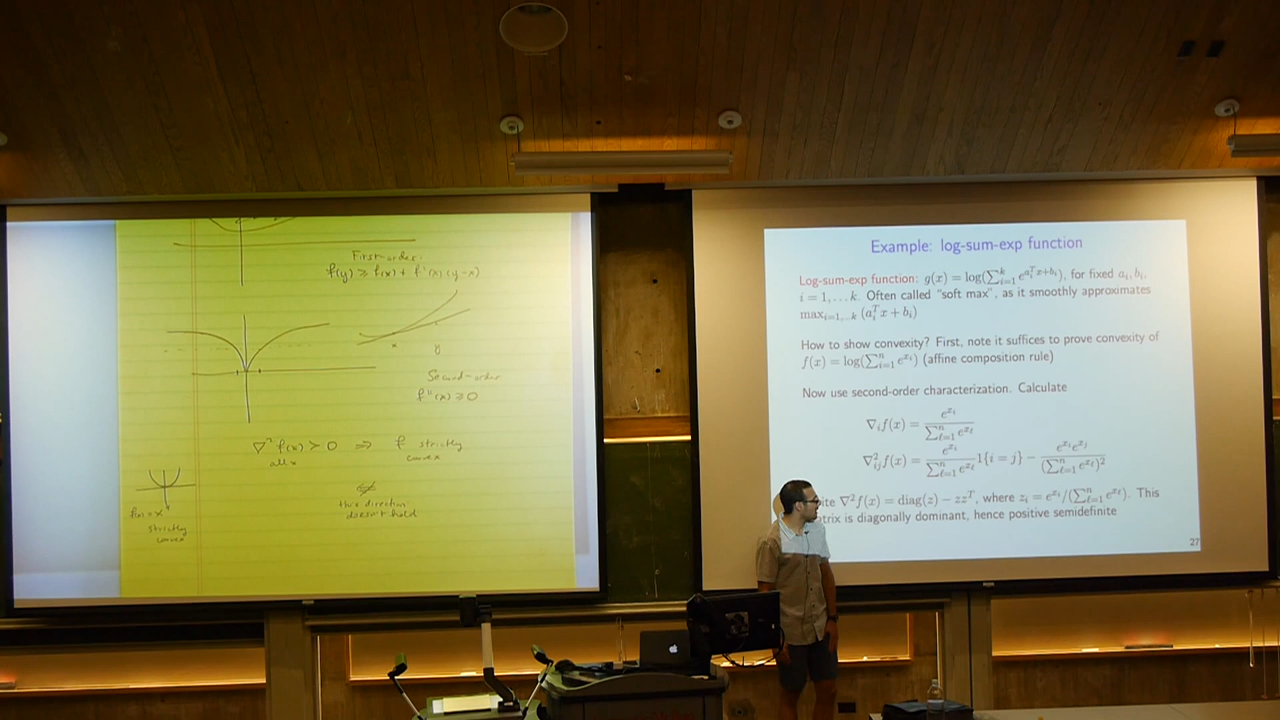 First-order
f(y) ≥ f(x) + f'(x) (y-x)
x
y
Second-order
f''(x) ≥ 0
∇² f(x) > 0 ⇒ f strictly
all x convex
this direction
doesn't hold
strictly
convex
Example: log-sum-exp function
Log-sum-exp function: g(x) = log(∑_{i=1}^k e^{a_i^T x+b_i}), for fixed a_i, b_i,
i = 1, . . . k. Often called "soft max", as it smoothly approximates
max_{i=1,...k} (a_i^T x + b_i)
How to show convexity? First, note it suffices to prove convexity of
f(x) = log(∑_{i=1}^n e^{x_i}) (affine composition rule)
Now use second-order characterization. Calculate
∇_i f(x) = e^{x_i} / ∑_{ℓ=1}^n e^{x_ℓ}
∇²_{ij} f(x) = e^{x_i} / ∑_{ℓ=1}^n e^{x_ℓ} 1{i = j} − e^{x_i} e^{x_j} / (∑_{ℓ=1}^n e^{x_ℓ})²
∇² f(x) = diag(z) − zz^T, where z_i = e^{x_i}/(∑_{ℓ=1}^n e^{x_ℓ}). This
is diagonally dominant, hence positive semidefinite
27